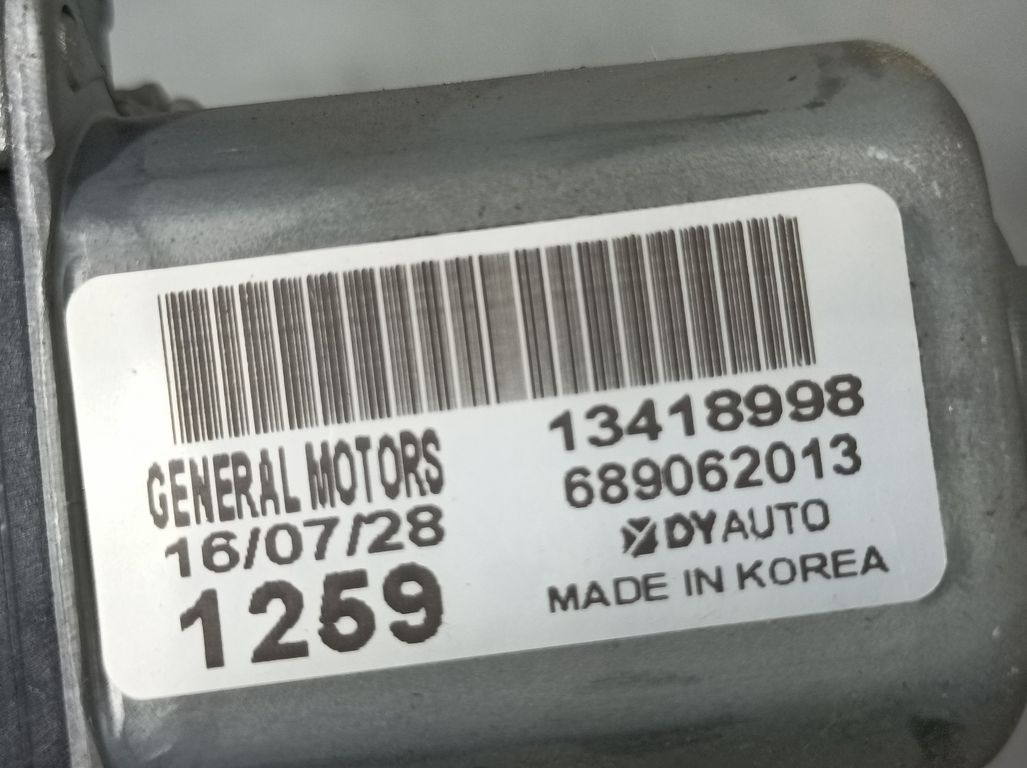 GENERAL MOTORS
16/07/28
1259
13418998
689062013
DYAUTO
MADE IN KOREA